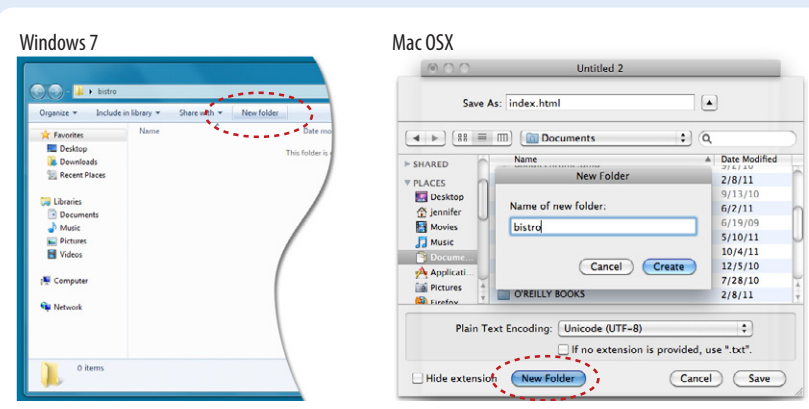 Windows 7
bistro
Organize
Include in library
Share with
New folder
Name
Date mo
This folder is
Favorites
Desktop
Downloads
Recent Places
Libraries
Documents
Music
Pictures
Videos
Computer
Network
0 items
Mac OSX
Untitled 2
Save As: index.html
Documents
SHARED
PLACES
Desktop
jennifer
Movies
Music
Docume...
Applicati...
Pictures
Firefox
Name
Date Modified
2/8/11
9/13/10
6/2/11
6/19/09
5/10/11
10/4/11
12/5/10
7/28/10
O'REILLY BOOKS 2/8/11
New Folder
Name of new folder:
bistro
Cancel Create
Plain Text Encoding: Unicode (UTF-8)
If no extension is provided, use ".txt".
Hide extension New Folder Cancel Save